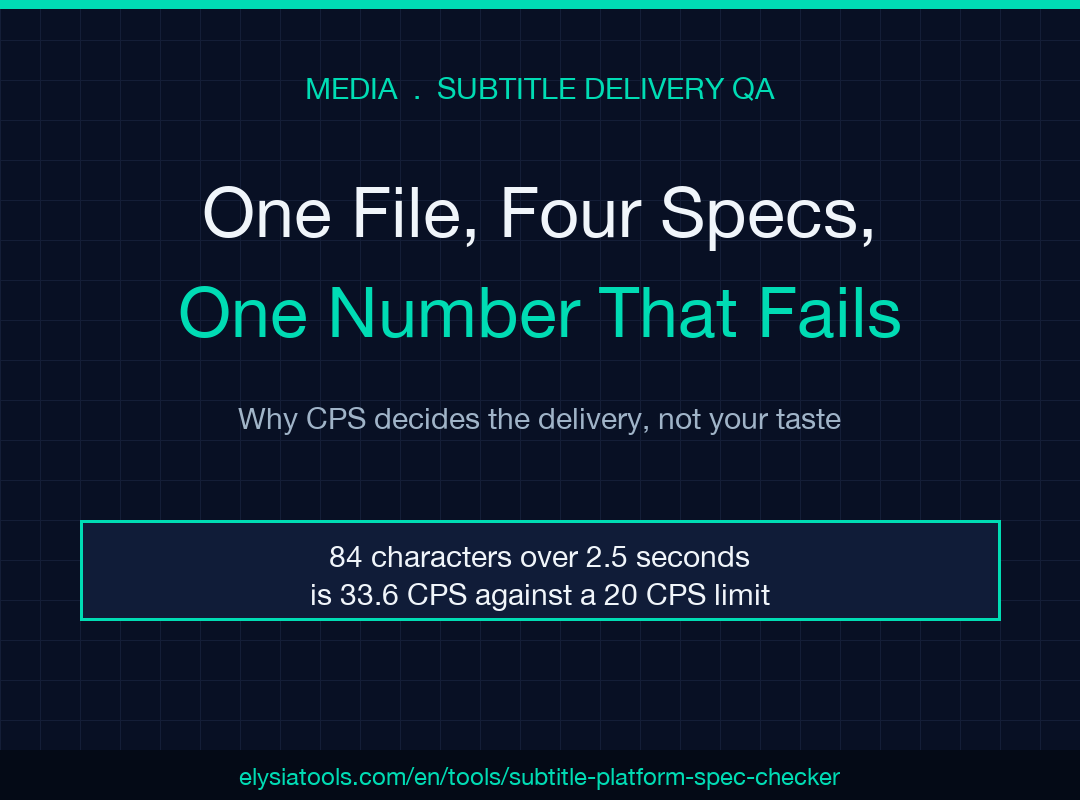 MEDIA . SUBTITLE DELIVERY QA
One File, Four Specs,
One Number That Fails
Why CPS decides the delivery, not your taste
84 characters over 2.5 seconds
is 33.6 CPS against a 20 CPS limit
elysiatools.com/en/tools/subtitle-platform-spec-checker